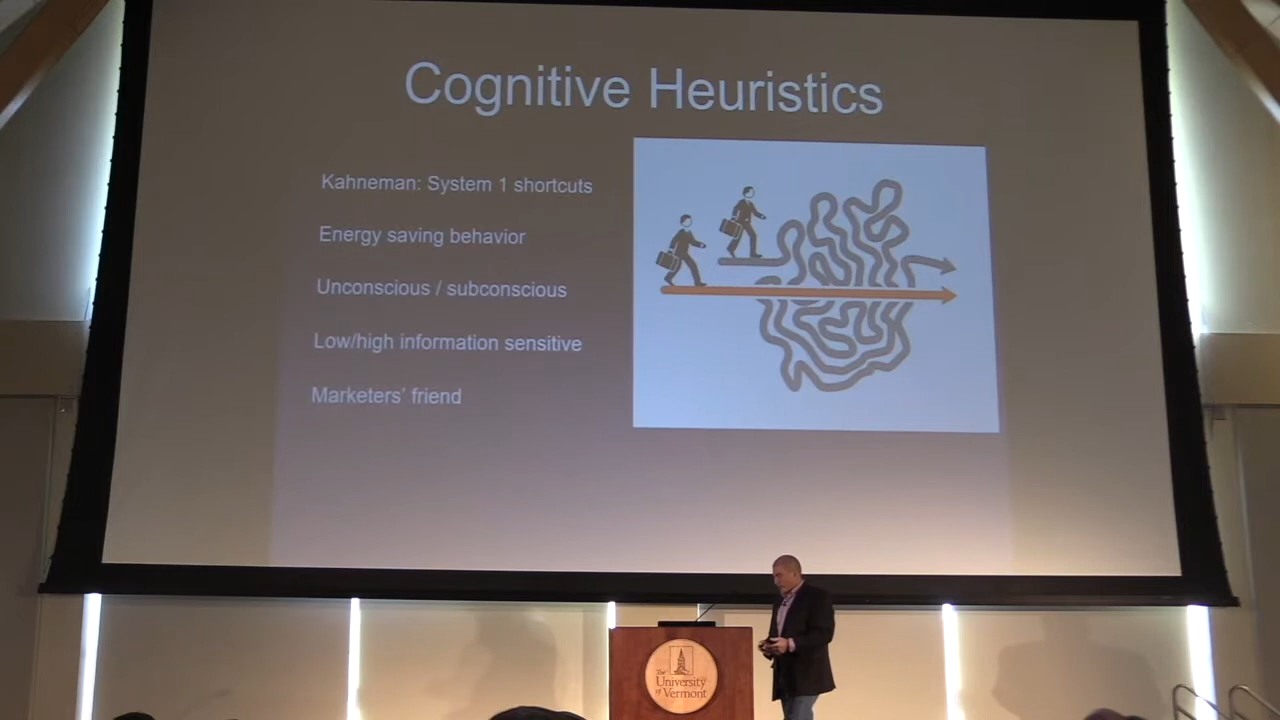 Cognitive Heuristics
Kahneman: System 1 shortcuts
Energy saving behavior
Unconscious / subconscious
Low/high information sensitive
Marketers' friend
The
University
of Vermont